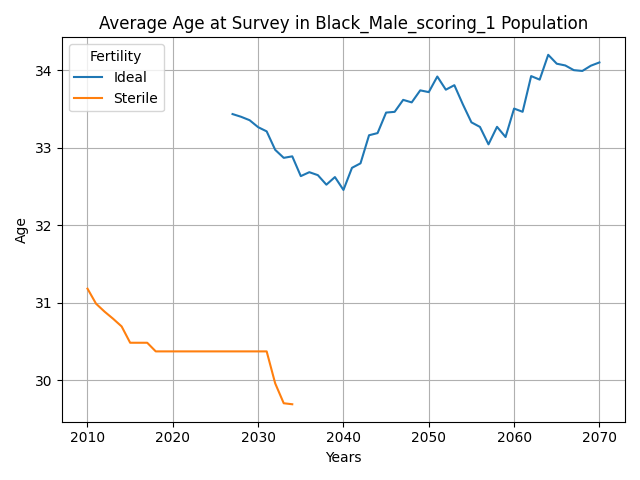 Average Age at Survey in Black_Male_scoring_1 Population
Fertility
Ideal
Sterile
34
33
32
31
30
Age
2010 2020 2030 2040 2050 2060 2070
Years